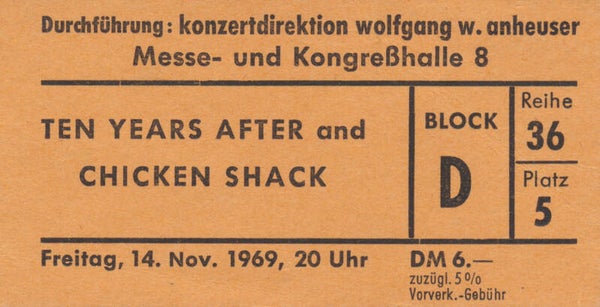 Durchführung: konzertdirektion wolfgang w. anheuser
Messe- und Kongreßhalle 8
TEN YEARS AFTER and
CHICKEN SHACK
BLOCK
D
Reihe
36
Platz
5
Freitag, 14. Nov. 1969, 20 Uhr
DM 6.—
zuzügl. 5%
Vorverk.-Gebühr